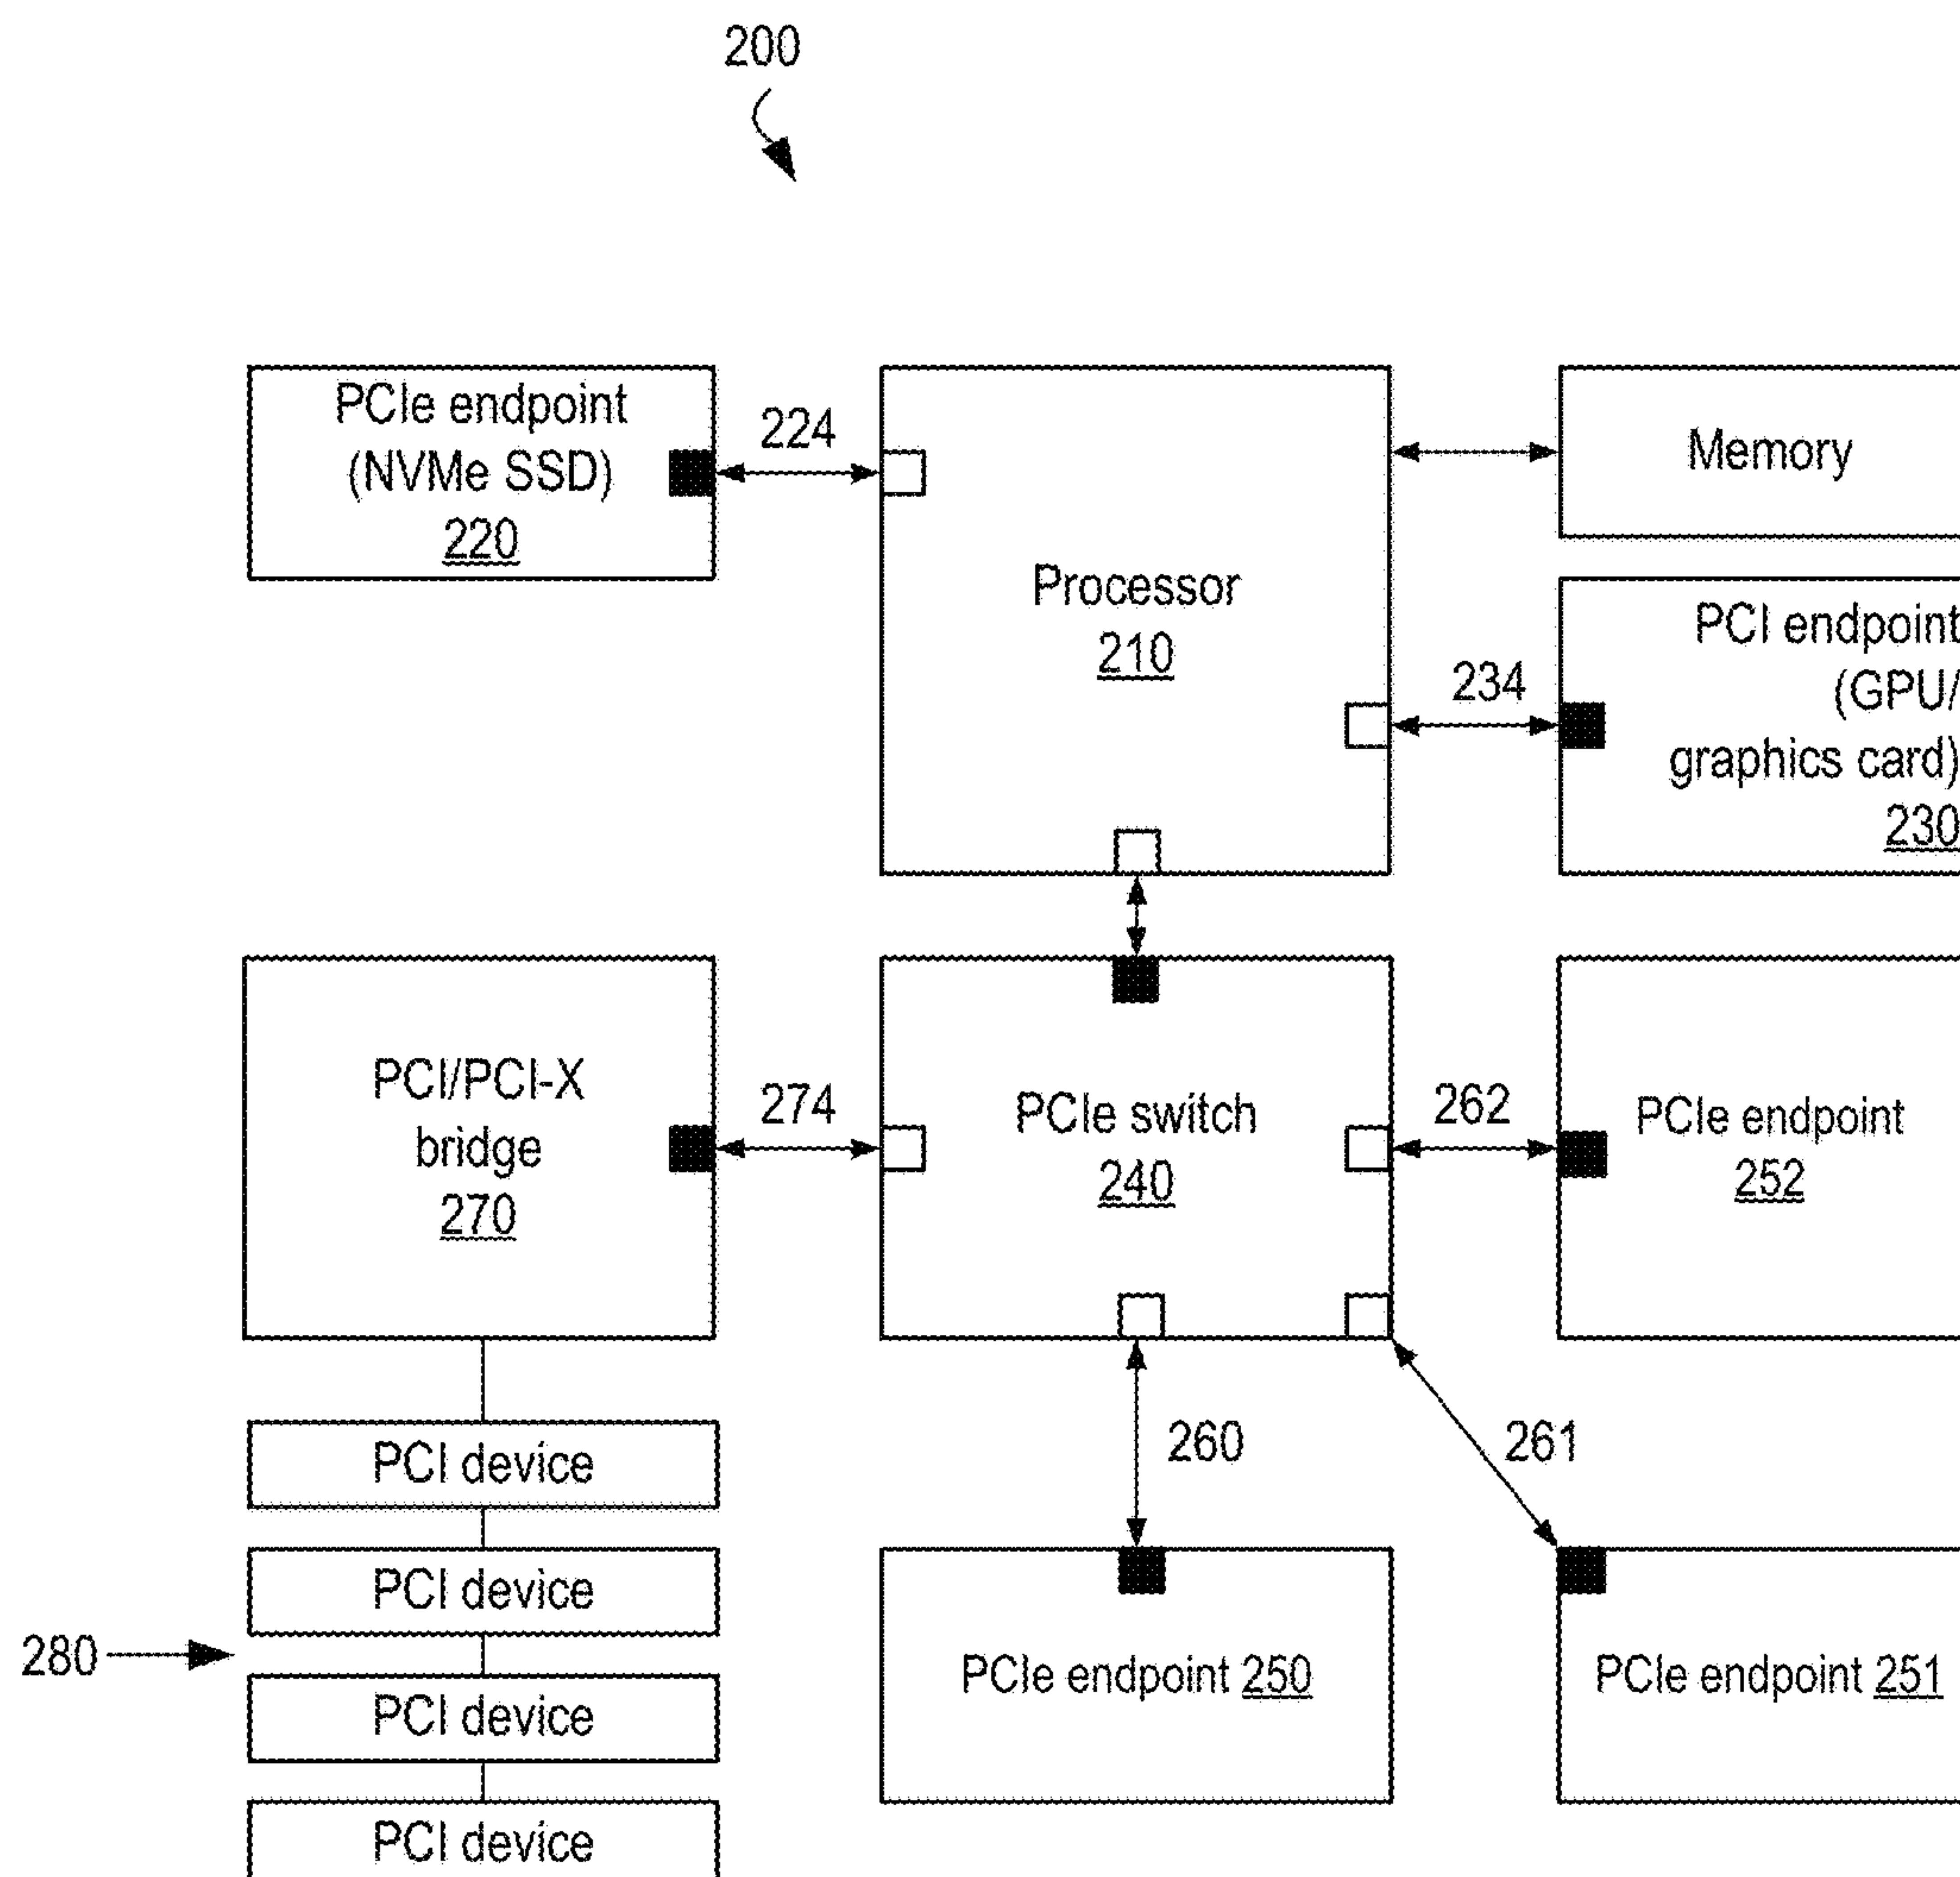 200
PCIe endpoint
(NVMe SSD)
220
224
Processor
210
Memory
234
PCI endpoint
(GPU/
graphics card)
230
PCI/PCI-X
bridge
270
274
PCIe switch
240
262
PCIe endpoint
252
PCI device
PCI device
PCI device
PCI device
280
260
261
PCIe endpoint 250
PCIe endpoint 251